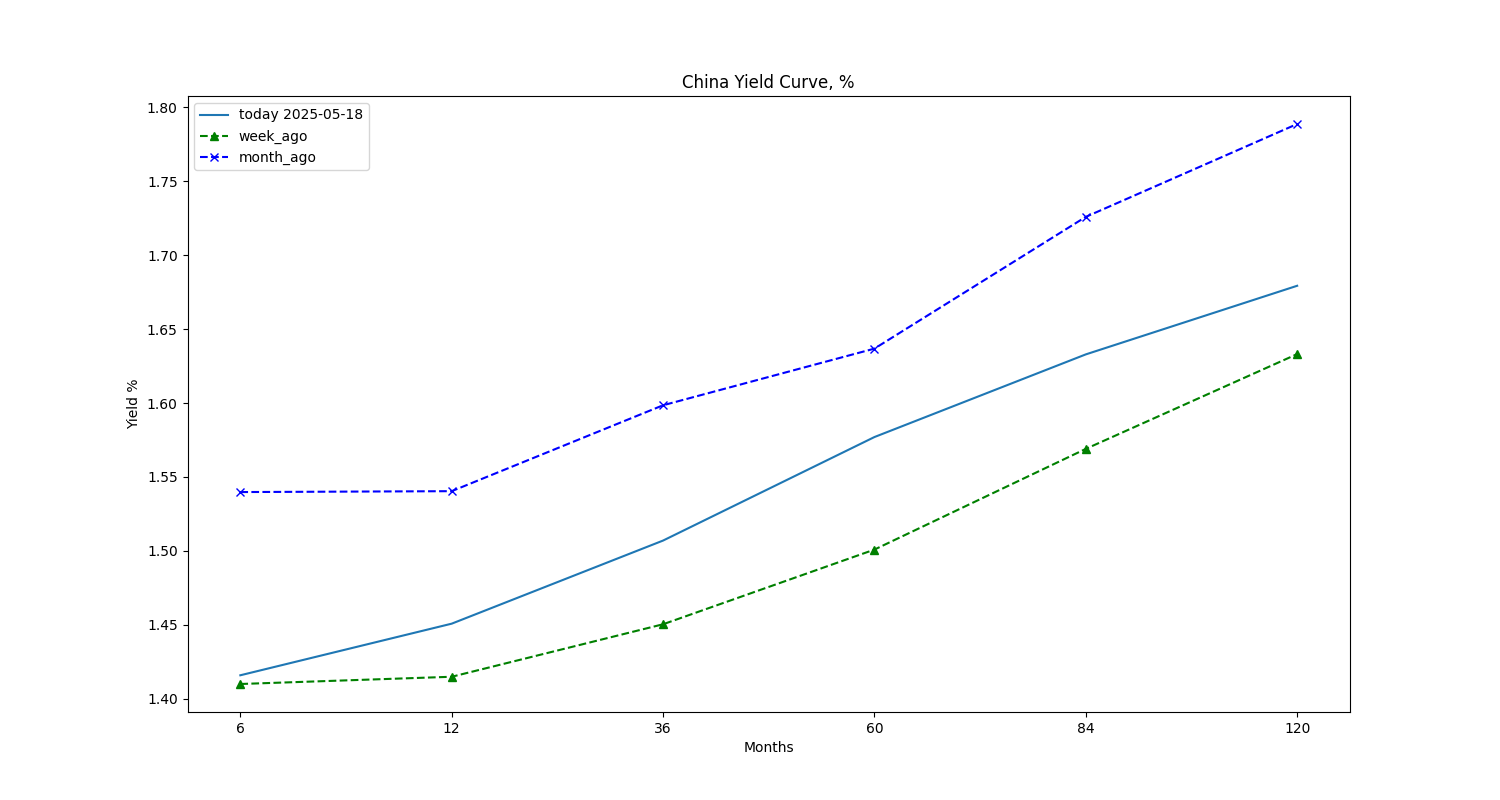 China Yield Curve, %
today 2025-05-18
week_ago
month_ago
1.80
1.75
1.70
1.65
1.60
1.55
1.50
1.45
1.40
Yield %
6 12 36 60 84 120
Months